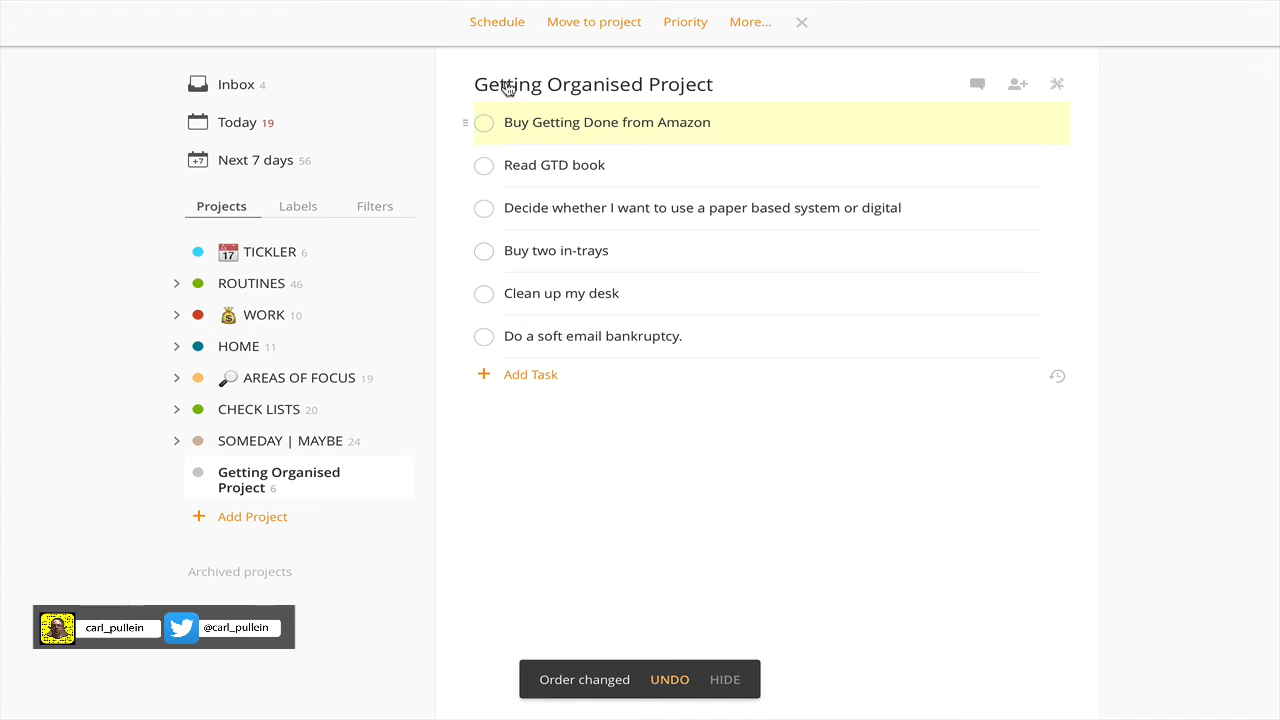 Schedule Move to project Priority More...
Inbox 4
Today 19
+7 Next 7 days 56
Projects Labels Filters
17 TICKLER 6
ROUTINES 46
WORK 10
HOME 11
AREAS OF FOCUS 19
CHECK LISTS 20
SOMEDAY | MAYBE 24
Getting Organised
Project 6
+ Add Project
Archived projects
carl_pullein @carl_pullein
Getting Organised Project
Buy Getting Done from Amazon
Read GTD book
Decide whether I want to use a paper based system or digital
Buy two in-trays
Clean up my desk
Do a soft email bankruptcy.
+ Add Task
Order changed UNDO HIDE